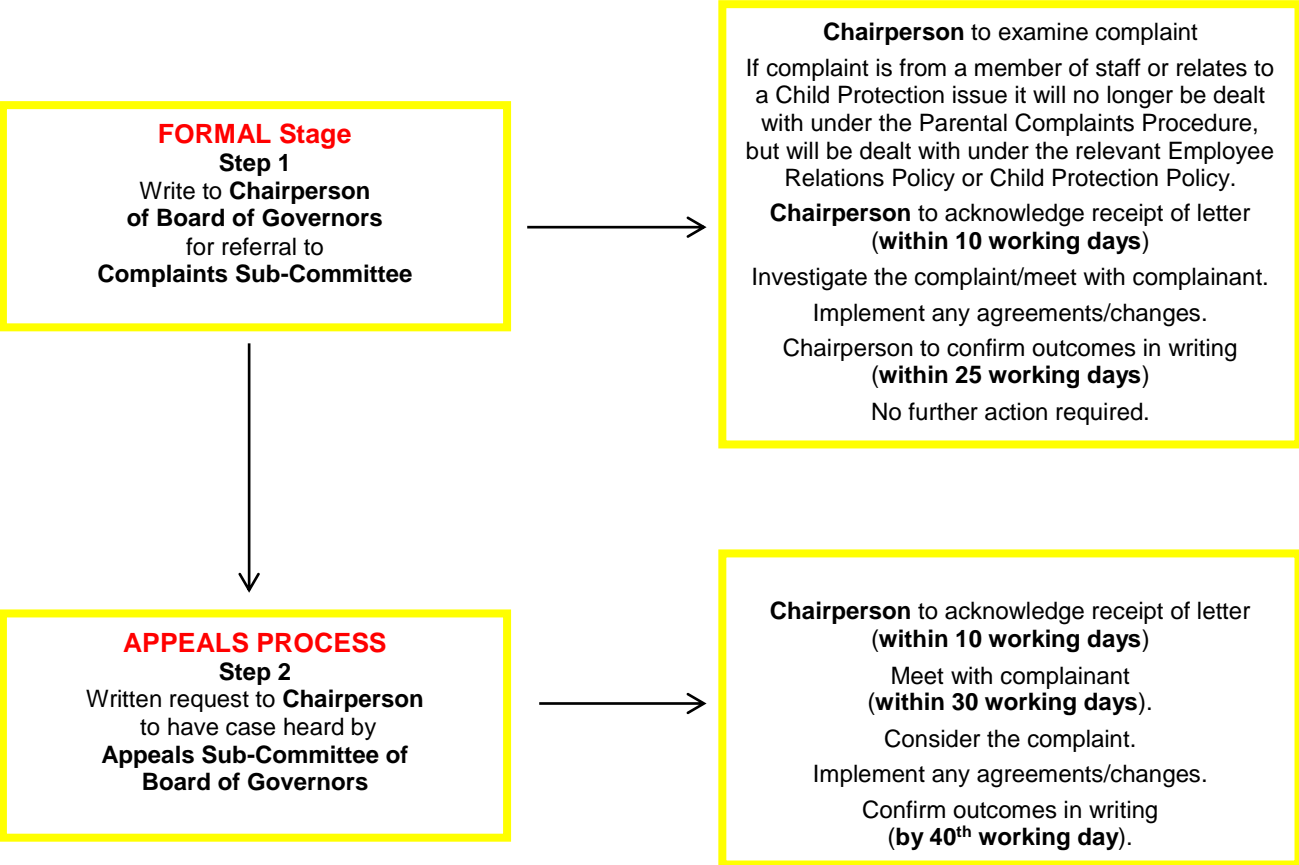 FORMAL Stage
Step 1
Write to Chairperson
of Board of Governors
for referral to
Complaints Sub-Committee
Chairperson to examine complaint
If complaint is from a member of staff or relates to
a Child Protection issue it will no longer be dealt
with under the Parental Complaints Procedure,
but will be dealt with under the relevant Employee
Relations Policy or Child Protection Policy.
Chairperson to acknowledge receipt of letter
(within 10 working days)
Investigate the complaint/meet with complainant.
Implement any agreements/changes.
Chairperson to confirm outcomes in writing
(within 25 working days)
No further action required.
APPEALS PROCESS
Step 2
Written request to Chairperson
to have case heard by
Appeals Sub-Committee of
Board of Governors
Chairperson to acknowledge receipt of letter
(within 10 working days)
Meet with complainant
(within 30 working days).
Consider the complaint.
Implement any agreements/changes.
Confirm outcomes in writing
(by 40th working day).